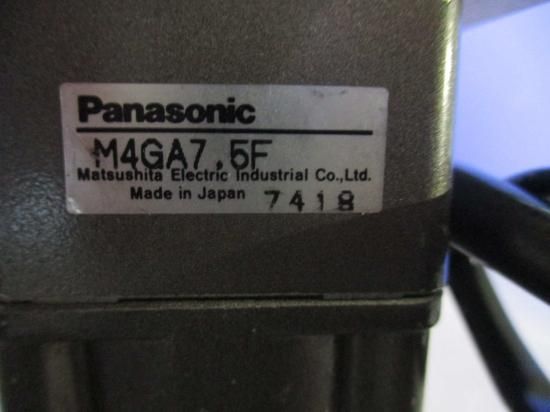 Panasonic
M4GA7.5F
Matsushita Electric Industrial Co.,Ltd.
Made in Japan 7418